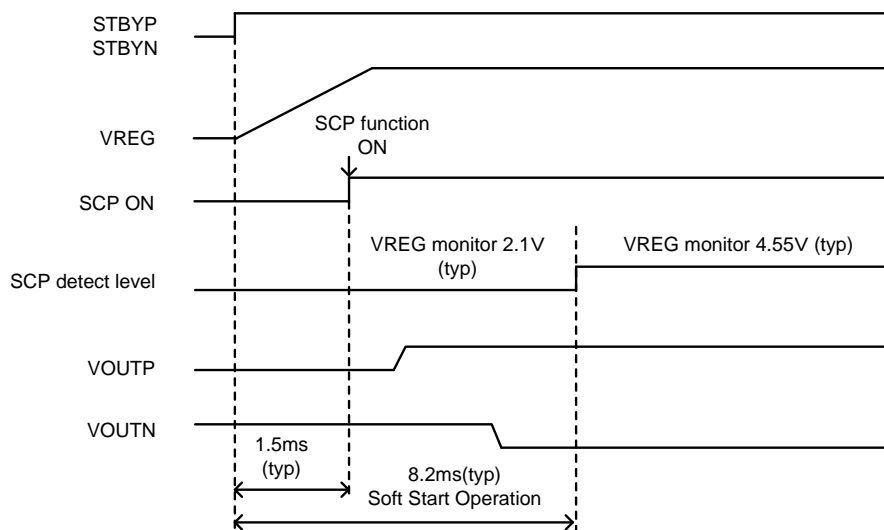 STBYP
STBYN
VREG
SCP function
ON
SCP ON
VREG monitor 2.1V
(typ)
VREG monitor 4.55V (typ)
SCP detect level
VOUTP
VOUTN
1.5ms
(typ)
8.2ms(typ)
Soft Start Operation